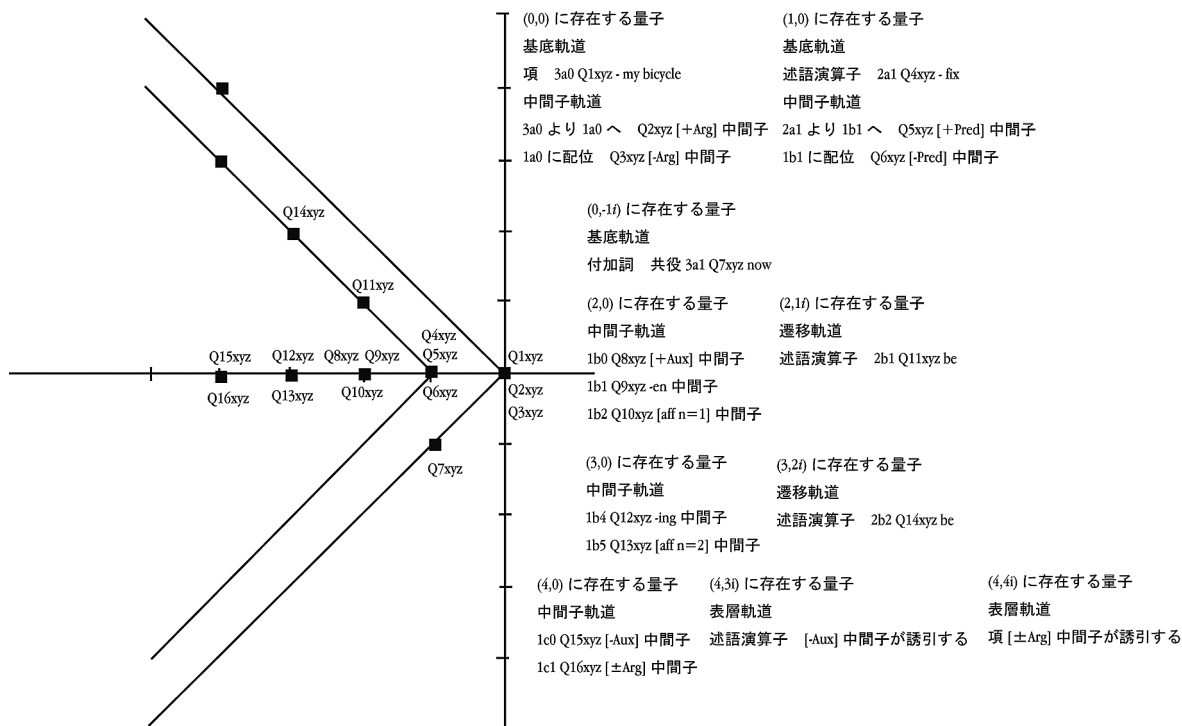 (0,0) に存在する量子
基底軌道
項 3a0 Q1xyz - my bicycle
中間子軌道
3a0 より 1a0 へ Q2xyz [+Arg] 中間子
1a0 に配位 Q3xyz [-Arg] 中間子
(1,0) に存在する量子
基底軌道
述語演算子 2a1 Q4xyz - fix
中間子軌道
2a1 より 1b1 へ Q5xyz [+Pred] 中間子
1b1 に配位 Q6xyz [-Pred] 中間子
(0,-1i) に存在する量子
基底軌道
付加詞 共役 3a1 Q7xyz now
(2,0) に存在する量子
中間子軌道
1b0 Q8xyz [+Aux] 中間子
1b1 Q9xyz -en 中間子
1b2 Q10xyz [aff n=1] 中間子
(2,1i) に存在する量子
遷移軌道
述語演算子 2b1 Q11xyz be
(3,0) に存在する量子
中間子軌道
1b4 Q12xyz -ing 中間子
1b5 Q13xyz [aff n=2] 中間子
(3,2i) に存在する量子
遷移軌道
述語演算子 2b2 Q14xyz be
(4,0) に存在する量子
中間子軌道
1c0 Q15xyz [-Aux] 中間子
1c1 Q16xyz [±Arg] 中間子
(4,3i) に存在する量子
表層軌道
述語演算子 [-Aux] 中間子が誘引する
(4,4i) に存在する量子
表層軌道
項 [±Arg] 中間子が誘引する
Q14xyz
Q11xyz
Q4xyz
Q15xyz Q12xyz Q8xyz Q9xyz Q5xyz Q1xyz
Q16xyz Q13xyz Q10xyz Q6xyz Q2xyz
Q3xyz
Q7xyz